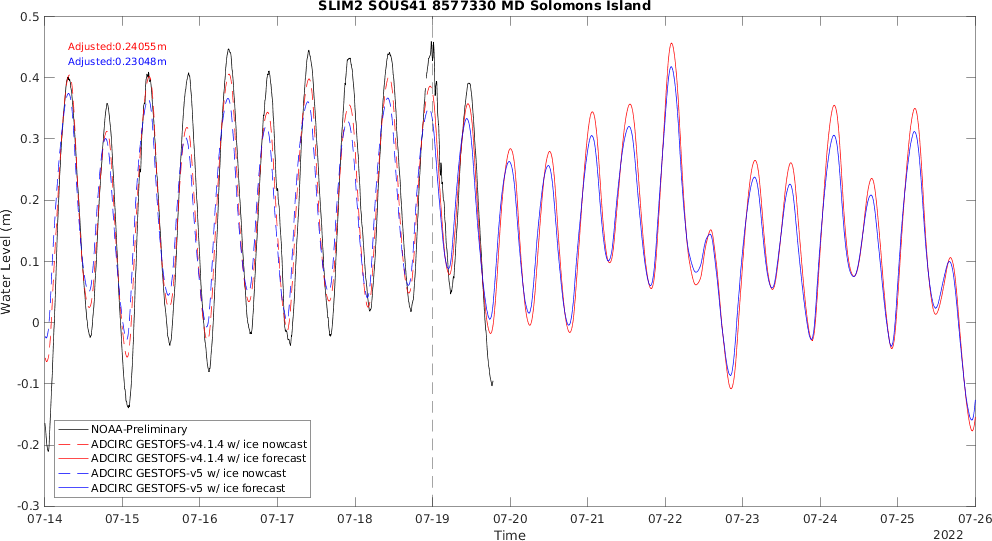 SLIM2 SOUS41 8577330 MD Solomons Island
0.5
Adjusted:0.24055m
Adjusted:0.23048m
0.4
0.3
0.2
0.1
0
-0.1
-0.2
-0.3
Water Level (m)
NOAA-Preliminary
ADCIRC GESTOFS-v4.1.4 w/ ice nowcast
ADCIRC GESTOFS-v4.1.4 w/ ice forecast
ADCIRC GESTOFS-v5 w/ ice nowcast
ADCIRC GESTOFS-v5 w/ ice forecast
07-14 07-15 07-16 07-17 07-18 07-19 07-20 07-21 07-22 07-23 07-24 07-25 07-26
Time
2022